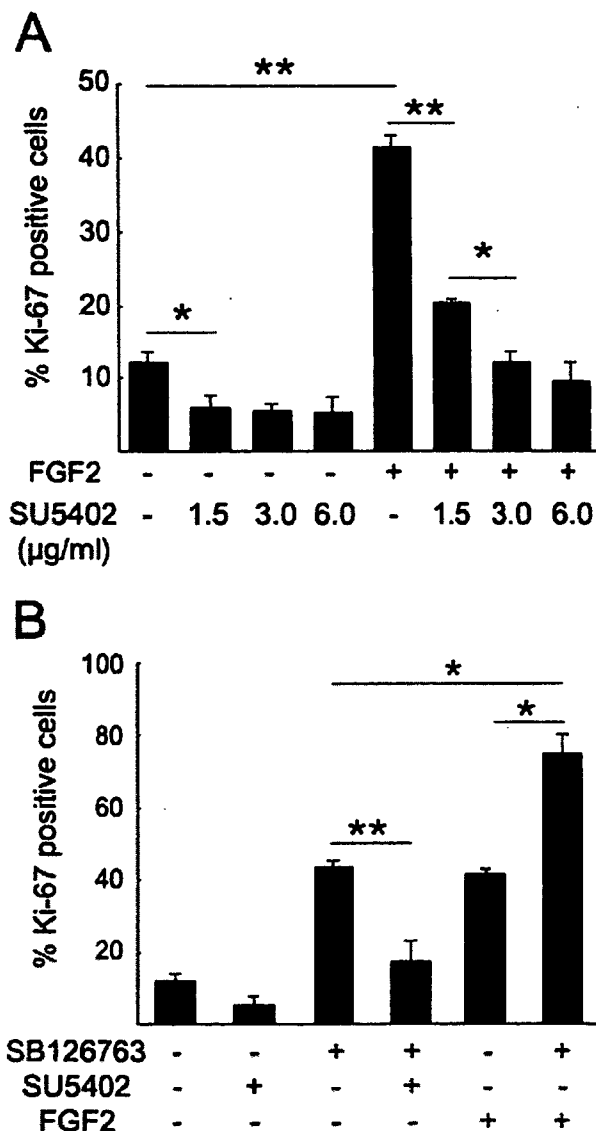 A
50
40
30
20
10
% Ki-67 positive cells
**
**
*
*
FGF2 - - - - + + + +
SU5402 - 1.5 3.0 6.0 - 1.5 3.0 6.0
(µg/ml)
B
100
80
60
40
20
% Ki-67 positive cells
*
*
**
SB126763 - - + + - +
SU5402 - + - + - -
FGF2 - - - - + +